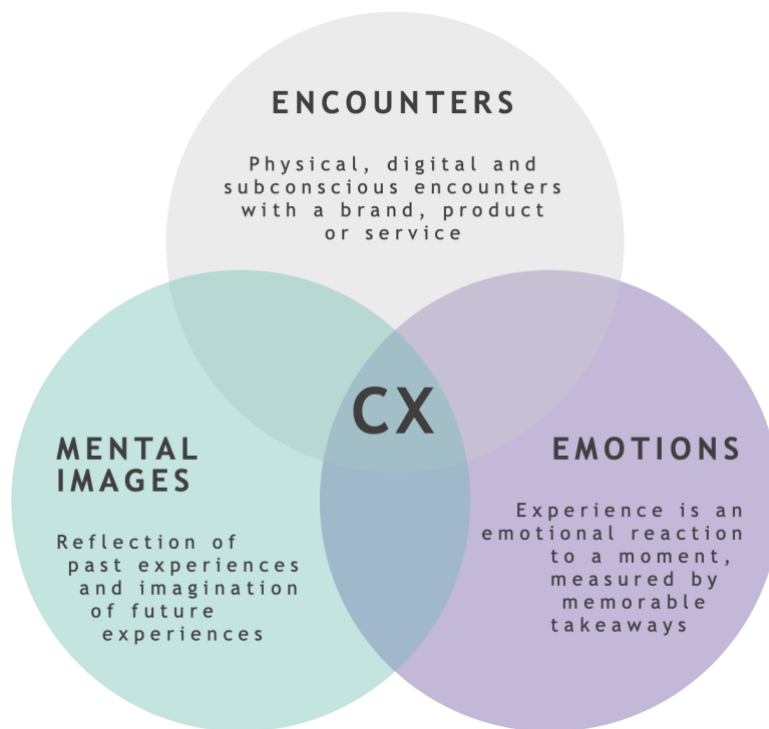 ENCOUNTERS
Physical, digital and
subconscious encounters
with a brand, product
or service
CX
MENTAL
IMAGES
Reflection of
past experiences
and imagination
of future
experiences
EMOTIONS
Experience is an
emotional reaction
to a moment,
measured by
memorable
takeaways